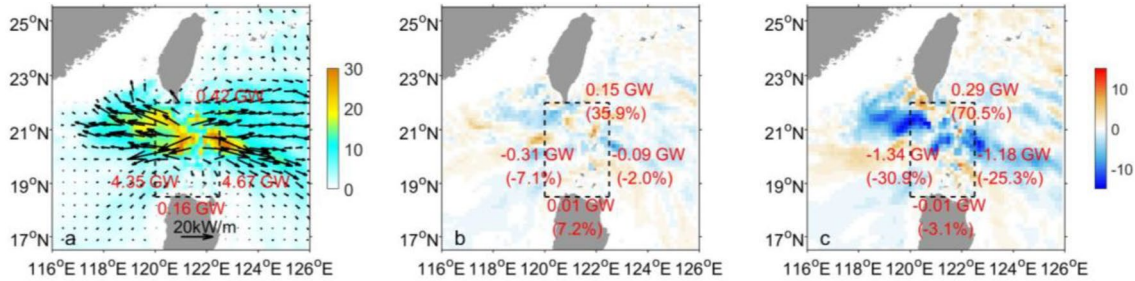 25°N
23°N
21°N
19°N
17°N
0.42 GW
4.35 GW
4.67 GW
0.16 GW
20kW/m
a
116°E 118°E 120°E 122°E 124°E 126°E
30
20
10
0
25°N
23°N
21°N
19°N
17°N
0.15 GW
(35.9%)
-0.31 GW
(-7.1%)
-0.09 GW
(-2.0%)
0.01 GW
(7.2%)
b
116°E 118°E 120°E 122°E 124°E 126°E
25°N
23°N
21°N
19°N
17°N
0.29 GW
(70.5%)
-1.34 GW
(-30.9%)
-1.18 GW
(-25.3%)
-0.01 GW
(-3.1%)
c
116°E 118°E 120°E 122°E 124°E 126°E
10
0
-10